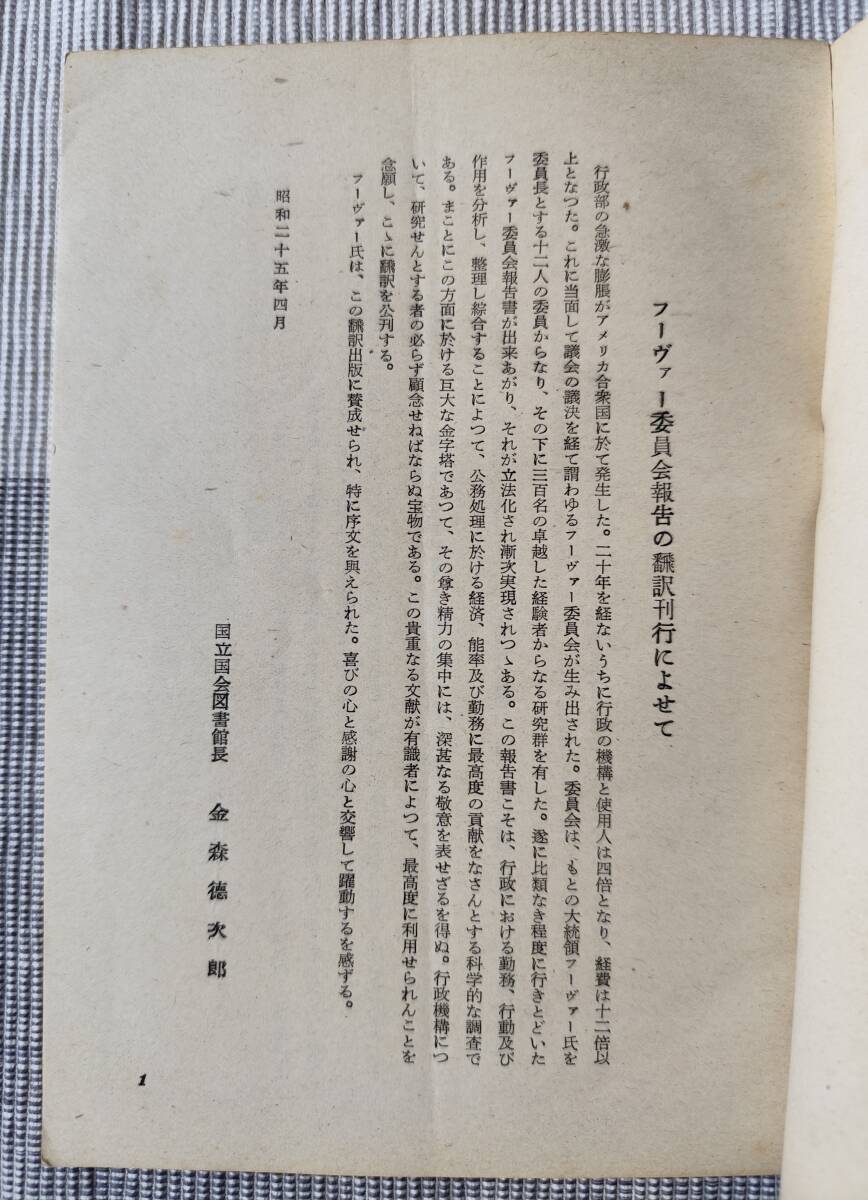 フーヴァー委員会報告の飜訳刊行によせて
行政部の急激な膨脹がアメリカ合衆国に於て発生した。二十年を経ないうちに行政の機構と使用人は四倍となり、経費は十二倍以
上となつた。これに当面して議会の議決を経て謂わゆるフーヴァー委員会が生み出された。委員会は、もとの大統領フーヴァー氏を
委員長とする十二人の委員からなり、その下に三百名の卓越した経験者からなる研究群を有した。遂に比類なき程度に行きとどいた
フーヴァー委員会報告書が出来あがり、それが立法化され漸次実現されつゝある。この報告書こそは、行政における勤務、行動及び
作用を分析し、整理し綜合することによつて、公務処理に於ける経済、能率及び勤務に最高度の貢献をなさんとする科学的な調査で
ある。まことにこの方面に於ける巨大な金字塔であつて、その尊き精力の集中には、深甚なる敬意を表せざるを得ぬ。行政機構につ
いて、研究せんとする者の必らず顧念せねばならぬ宝物である。この貴重なる文献が有識者によつて、最高度に利用せられんことを
念願し、こゝに飜訳を公刊する。
フーヴァー氏は、この飜訳出版に賛成せられ、特に序文を興えられた。喜びの心と感謝の心と交響して躍動するを感ずる。
昭和二十五年四月
国立国会図書館長 金森德次郎
1